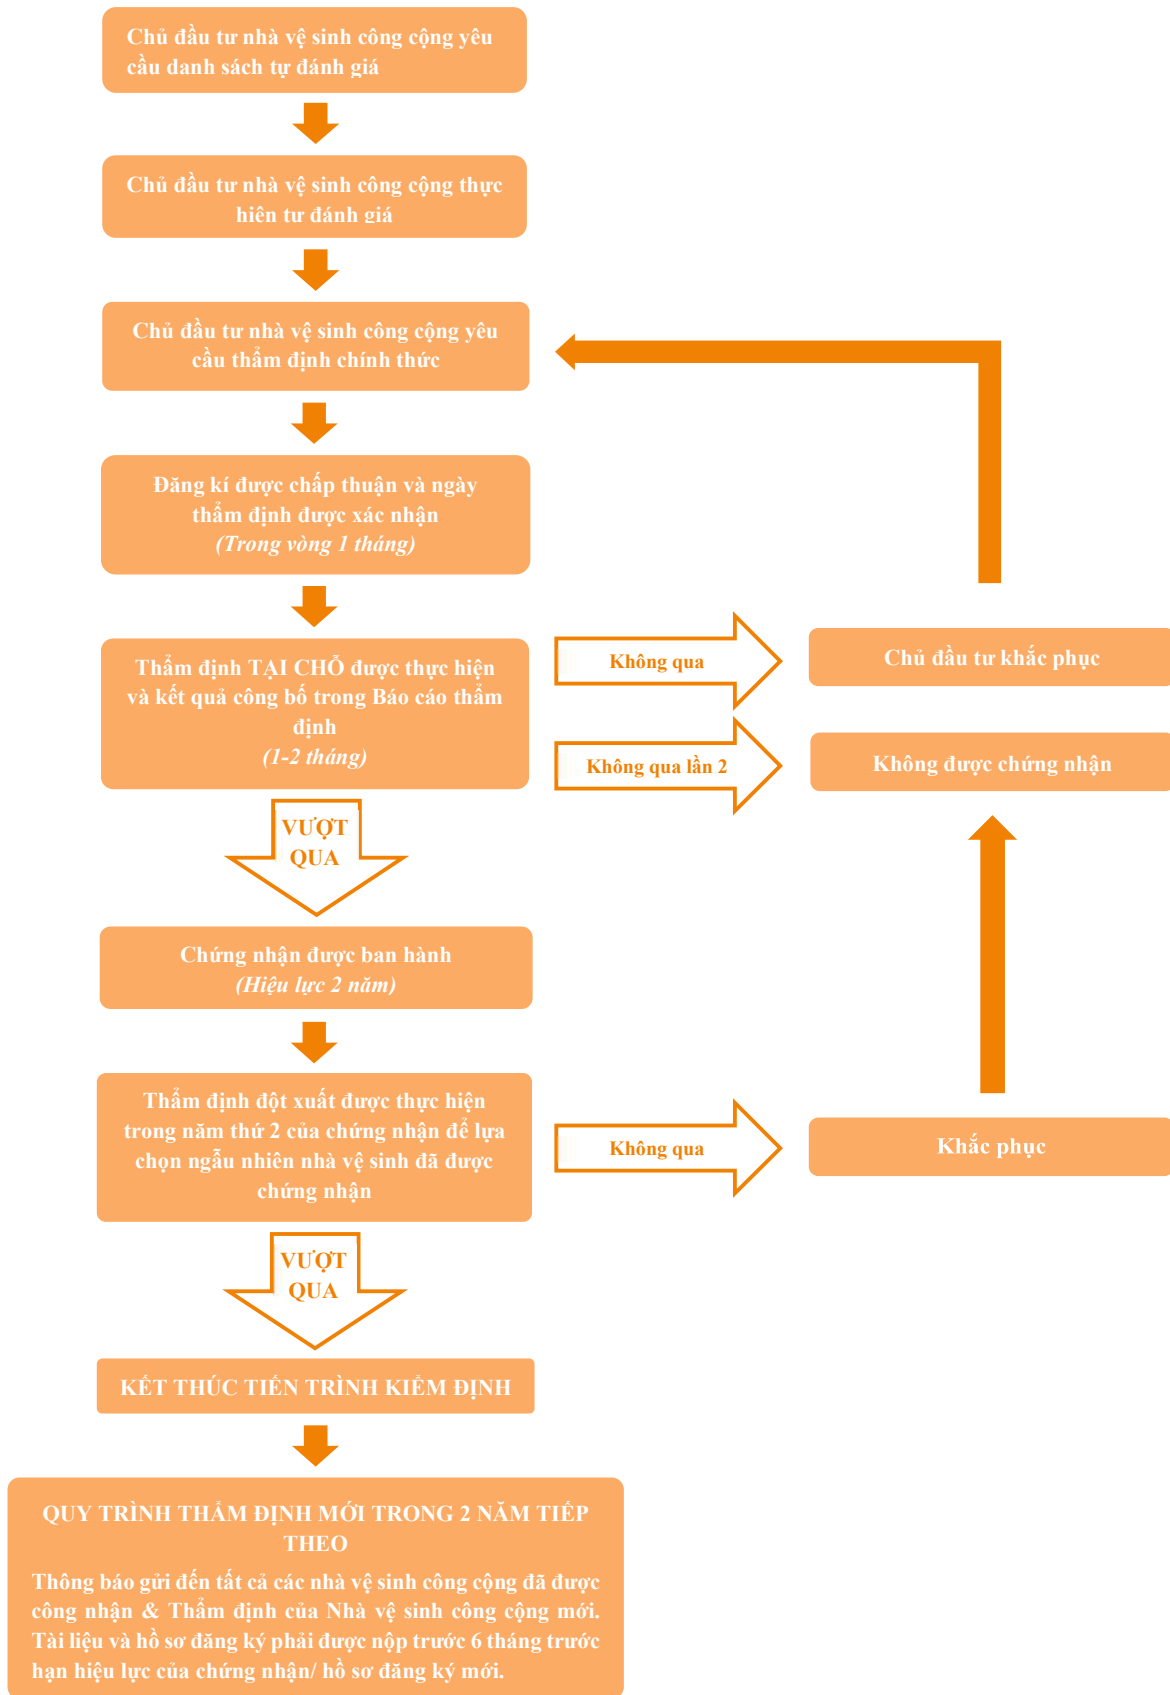 Chủ đầu tư nhà vệ sinh công cộng yêu
cầu danh sách tự đánh giá
Chủ đầu tư nhà vệ sinh công cộng thực
hiện tự đánh giá
Chủ đầu tư nhà vệ sinh công cộng yêu
cầu thẩm định chính thức
Đăng kí được chấp thuận và ngày
thẩm định được xác nhận
(Trong vòng 1 tháng)
Thẩm định TẠI CHỖ được thực hiện
và kết quả công bố trong Báo cáo thẩm
định
(1-2 tháng)
Không qua
Chủ đầu tư khắc phục
Không qua lần 2
Không được chứng nhận
VƯỢT
QUA
Chứng nhận được ban hành
(Hiệu lực 2 năm)
Thẩm định đột xuất được thực hiện
trong năm thứ 2 của chứng nhận để lựa
chọn ngẫu nhiên nhà vệ sinh đã được
chứng nhận
Không qua
Khắc phục
VƯỢT
QUA
KẾT THÚC TIẾN TRÌNH KIỂM ĐỊNH
QUY TRÌNH THẨM ĐỊNH MỚI TRONG 2 NĂM TIẾP
THEO
Thông báo gửi đến tất cả các nhà vệ sinh công cộng đã được
công nhận & Thẩm định của Nhà vệ sinh công cộng mới.
Tài liệu và hồ sơ đăng ký phải được nộp trước 6 tháng trước
hạn hiệu lực của chứng nhận/ hồ sơ đăng ký mới.